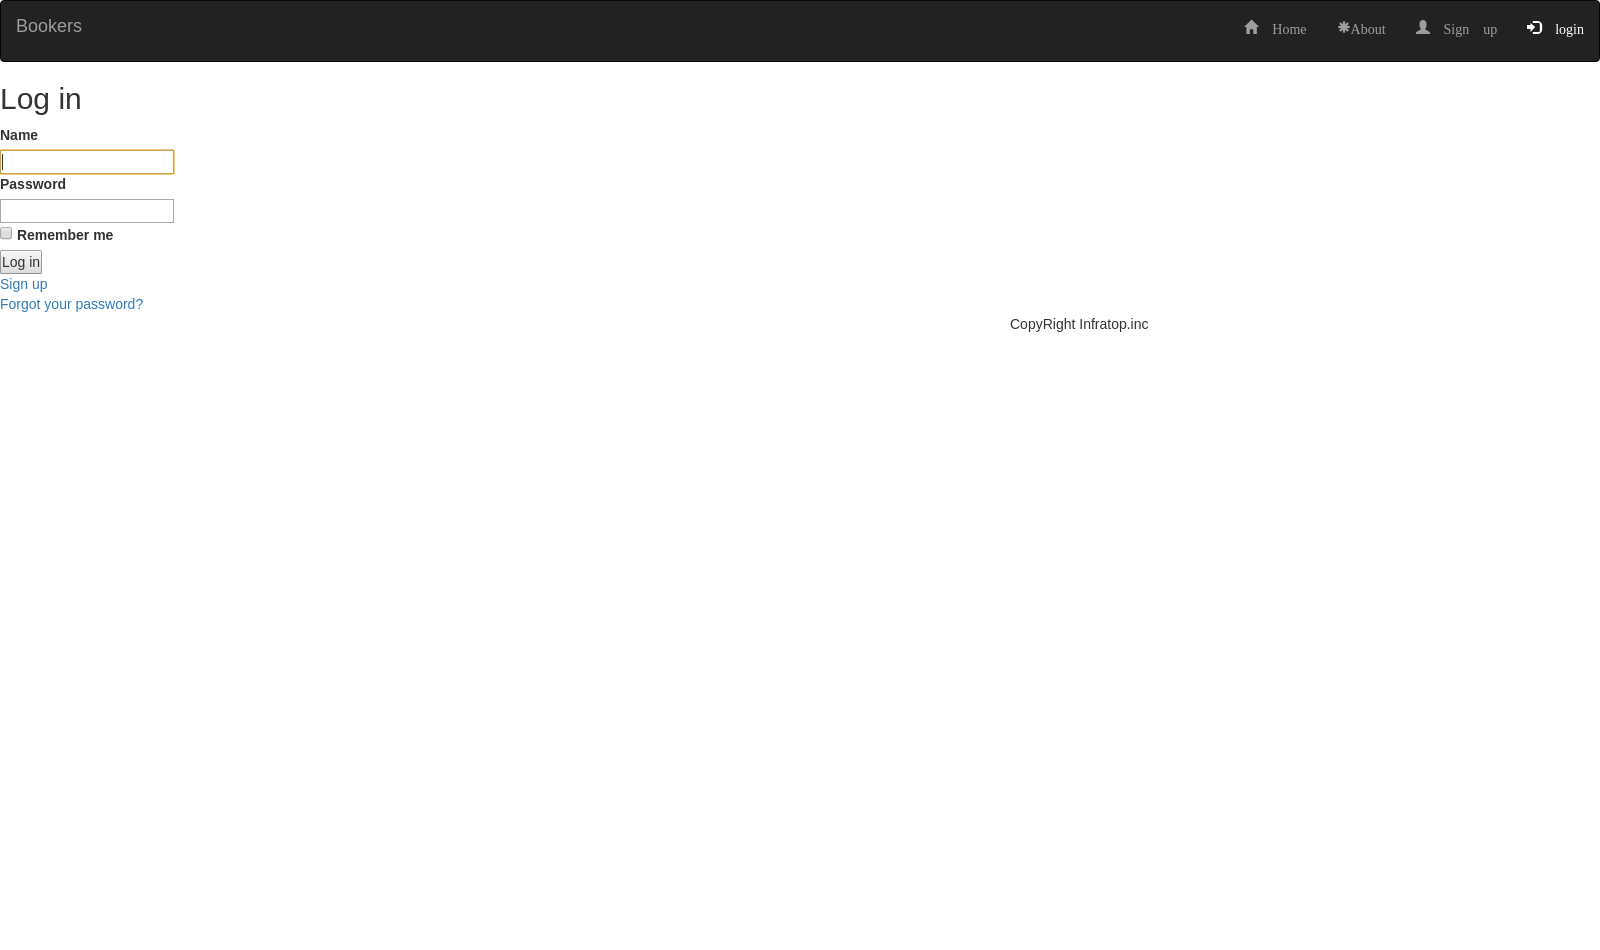 Bookers Home About Sign up login
Log in
Name
Password
Remember me
Log in
Sign up
Forgot your password?
CopyRight Infratop.inc